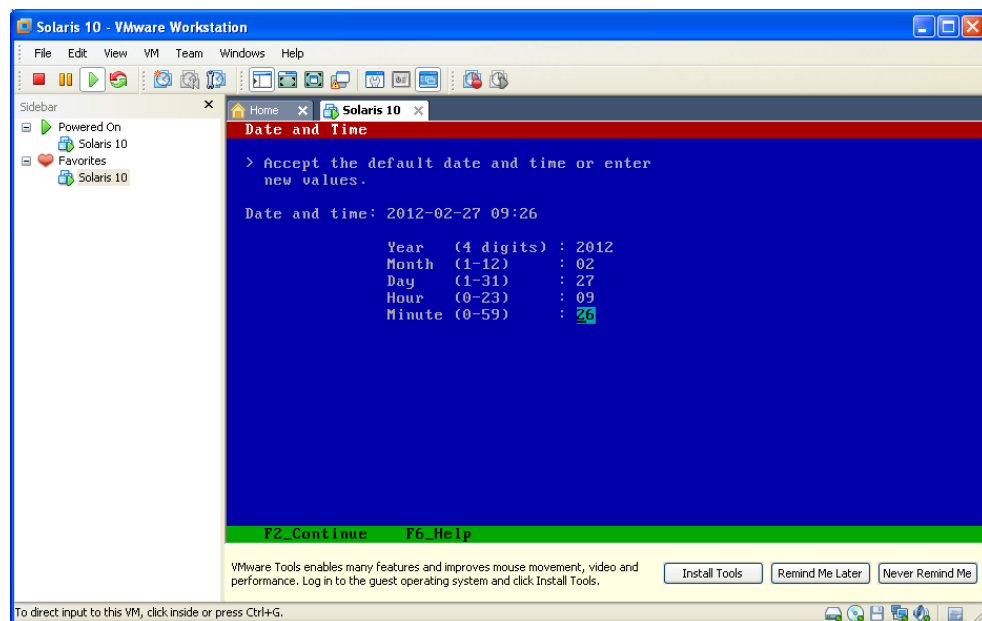 Solaris 10 - VMware Workstation
File Edit View VM Team Windows Help
Sidebar
Powered On
Solaris 10
Favorites
Solaris 10
Home Solaris 10
Date and Time
> Accept the default date and time or enter
new values.
Date and time: 2012-02-27 09:26
Year (4 digits) : 2012
Month (1-12) : 02
Day (1-31) : 27
Hour (0-23) : 09
Minute (0-59) : 26
F2_Continue F6_Help
VMware Tools enables many features and improves mouse movement, video and
performance. Log in to the guest operating system and click Install Tools.
Install Tools Remind Me Later Never Remind Me
To direct input to this VM, click inside or press Ctrl+G.